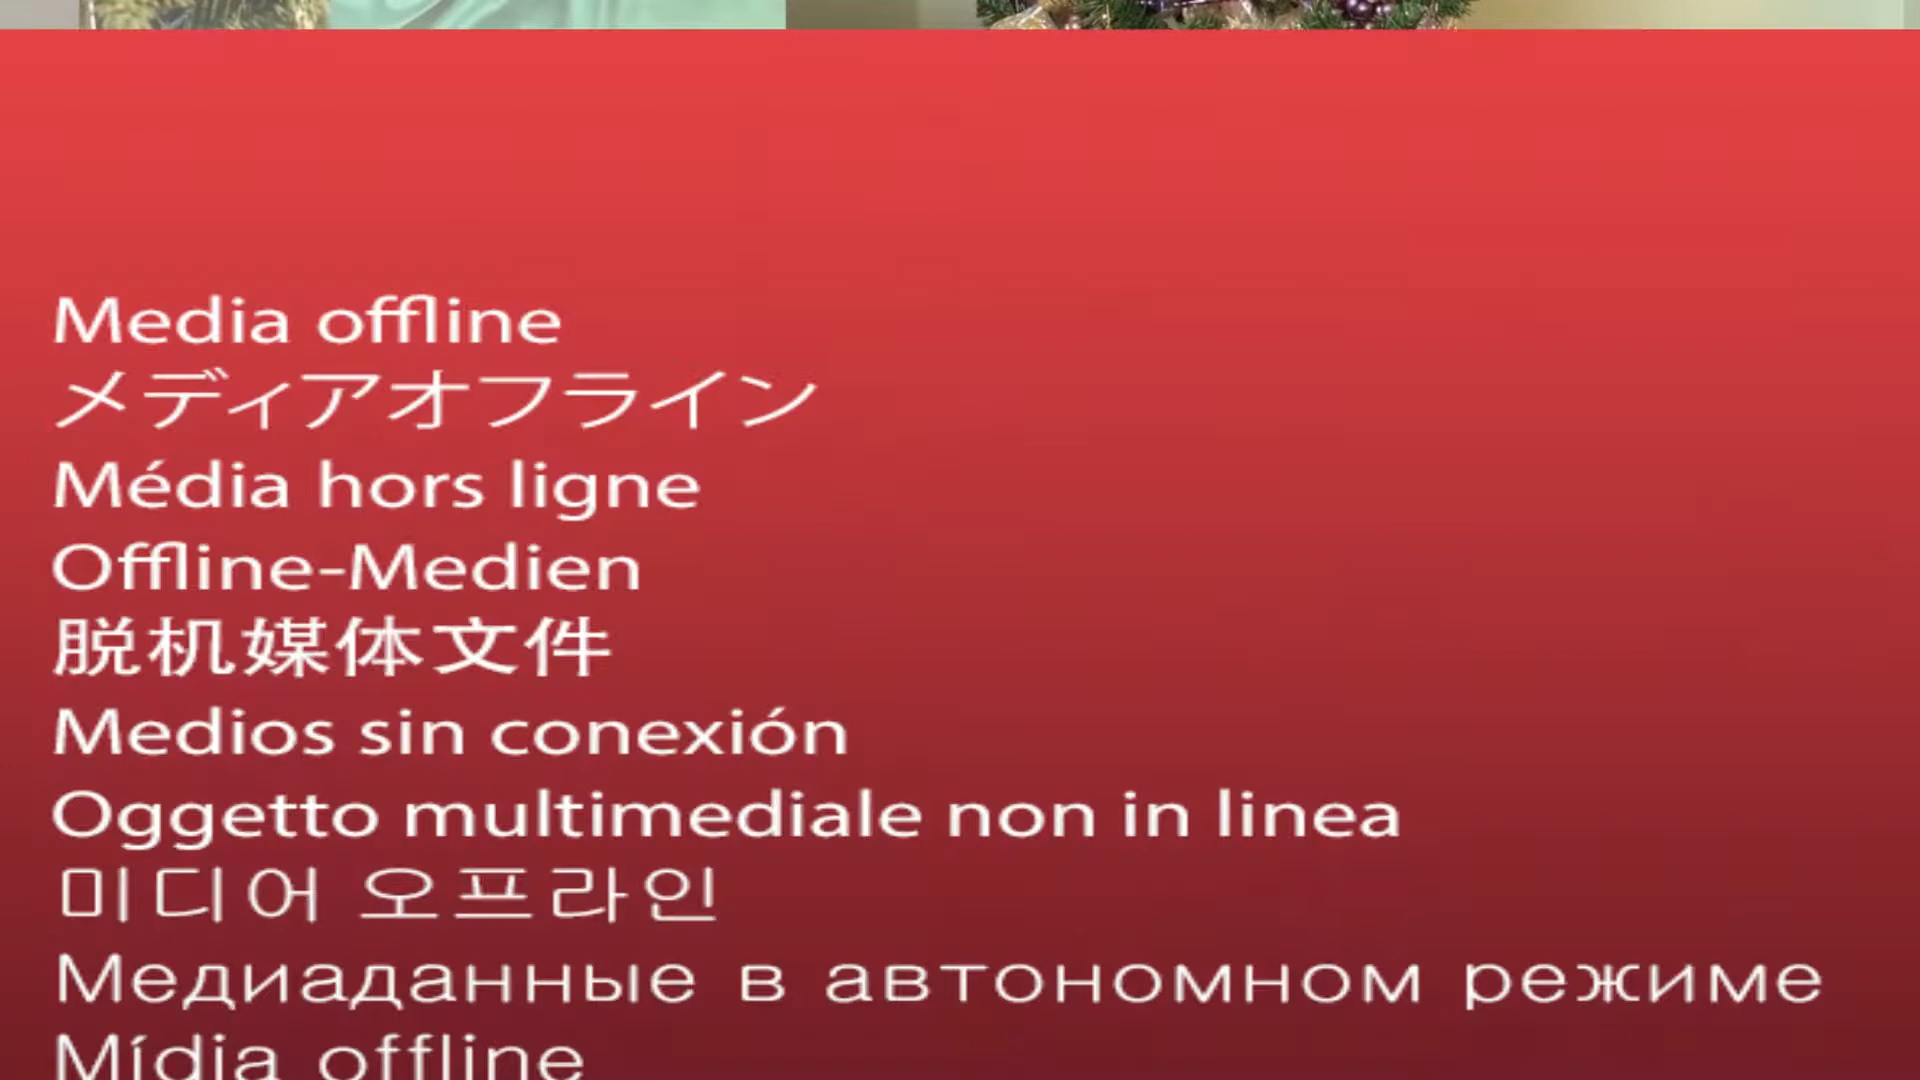 Media offline
メディアオフライン
Média hors ligne
Offline-Medien
脱机媒体文件
Medios sin conexión
Oggetto multimediale non in linea
미디어 오프라인
Медиаданные в автономном режиме
Mídia offline